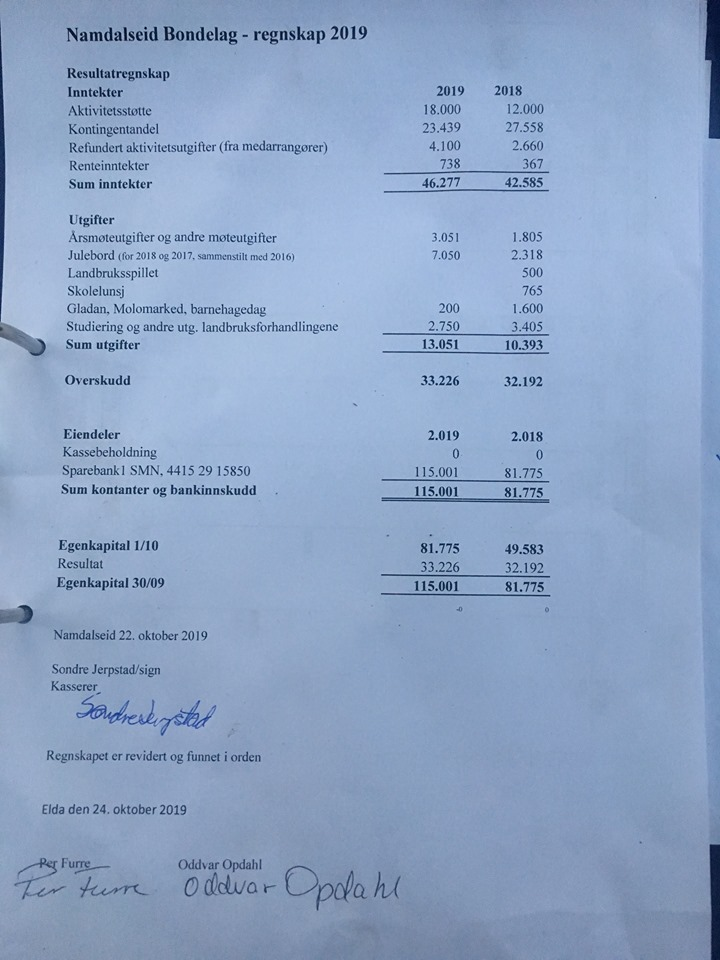 Namdalseid Bondelag - regnskap 2019
Resultatregnskap
Inntekter 2019 2018
Aktivitetsstøtte 18.000 12.000
Kontingentandel 23.439 27.558
Refundert aktivitetsutgifter (fra medarrangører) 4.100 2.660
Renteinntekter 738 367
Sum inntekter 46.277 42.585
Utgifter
Årsmøteutgifter og andre møteutgifter 3.051 1.805
Julebord (for 2018 og 2017, sammenstilt med 2016) 7.050 2.318
Landbruksspillet 500
Skolelunsj 765
Gladan, Molomarked, barnehagedag 200 1.600
Studiering og andre utg. landbruksforhandlingene 2.750 3.405
Sum utgifter 13.051 10.393
Overskudd 33.226 32.192
Eiendeler 2.019 2.018
Kassebeholdning 0 0
Sparebank1 SMN, 4415 29 15850 115.001 81.775
Sum kontanter og bankinnskudd 115.001 81.775
Egenkapital 1/10 81.775 49.583
Resultat 33.226 32.192
Egenkapital 30/09 115.001 81.775
-0 0
Namdalseid 22. oktober 2019
Sondre Jerpstad/sign
Kasserer
Sondre Jerpstad
Regnskapet er revidert og funnet i orden
Elda den 24. oktober 2019
Per Furre Oddvar Opdahl
Per Furre Oddvar Opdahl